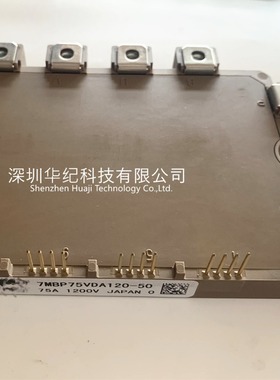 深圳华纪科技有限公司
Shenzhen Huaji Technology Co., Ltd.
7MBP75VDA120-50
75A 1200V JAPAN O